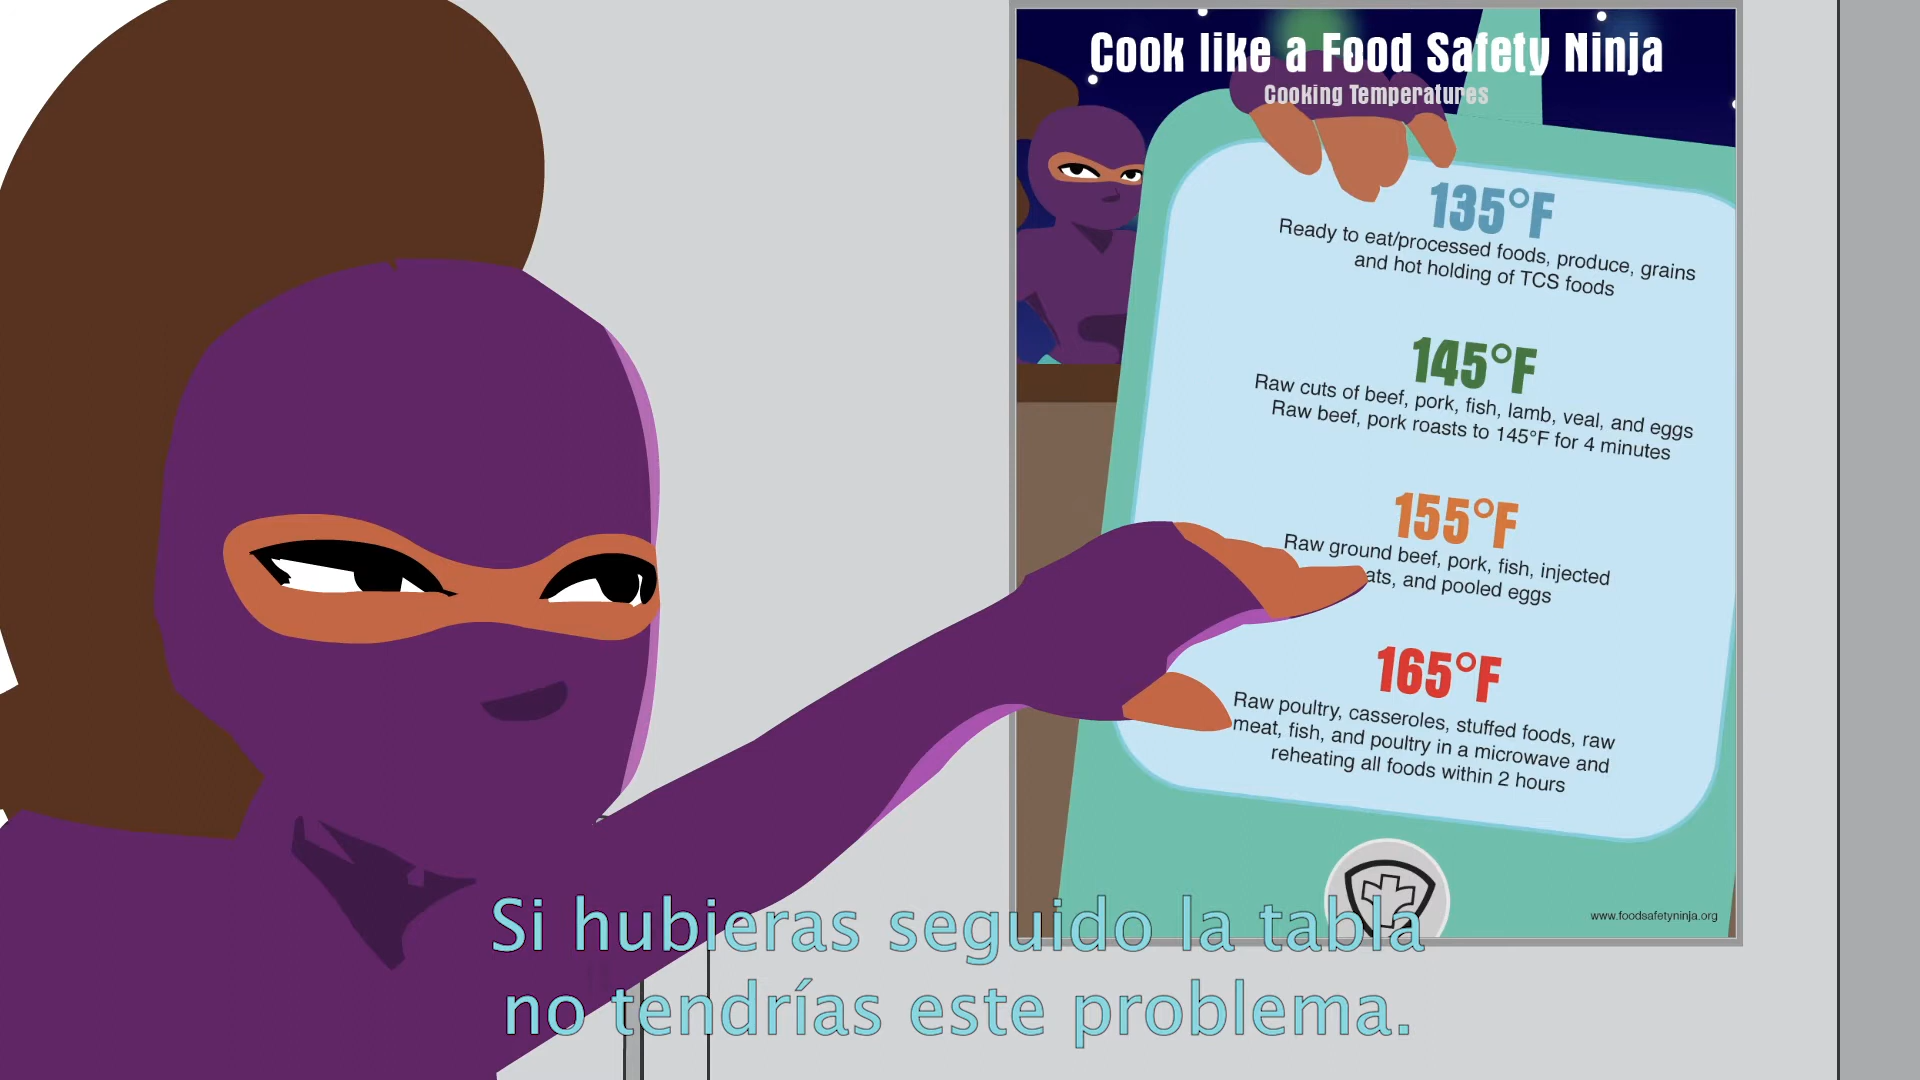 Cook like a Food Safety Ninja
Cooking Temperatures
135°F
Ready to eat/processed foods, produce, grains
and hot holding of TCS foods
145°F
Raw cuts of beef, pork, fish, lamb, veal, and eggs
Raw beef, pork roasts to 145°F for 4 minutes
155°F
Raw ground beef, pork, fish, injected
and pooled eggs
165°F
Raw poultry, casseroles, stuffed foods, raw
meat, fish, and poultry in a microwave and
reheating all foods within 2 hours
www.foodsafetyninja.org
Si hubieras seguido la tabla
no tendrías este problema.